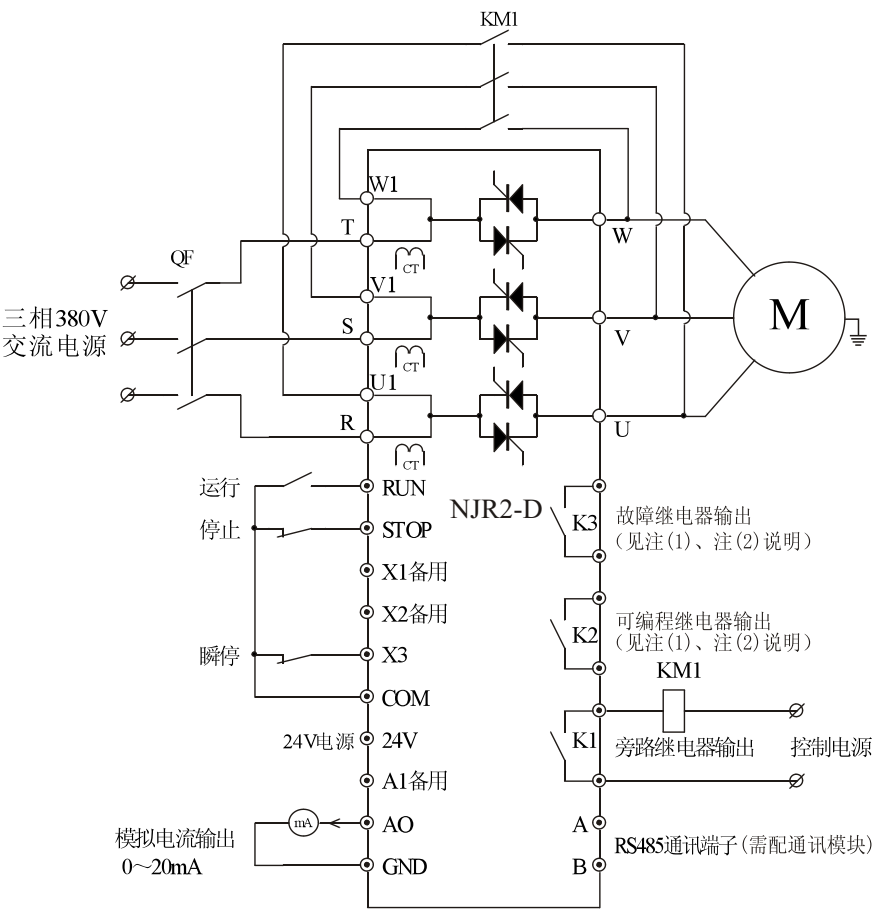 KM1
W1
T
CT
W
QF
V1
三相380V
交流电源
S
CT
V
M
U1
R
CT
U
运行
RUN
NJR2-D
K3
故障继电器输出
(见注(1)、注(2)说明)
停止
STOP
X1备用
X2备用
K2
可编程继电器输出
(见注(1)、注(2)说明)
瞬停
X3
KM1
COM
24V电源
24V
K1
旁路继电器输出
控制电源
A1备用
模拟电流输出
0～20mA
mA
AO
GND
A
B
RS485通讯端子(需配通讯模块)